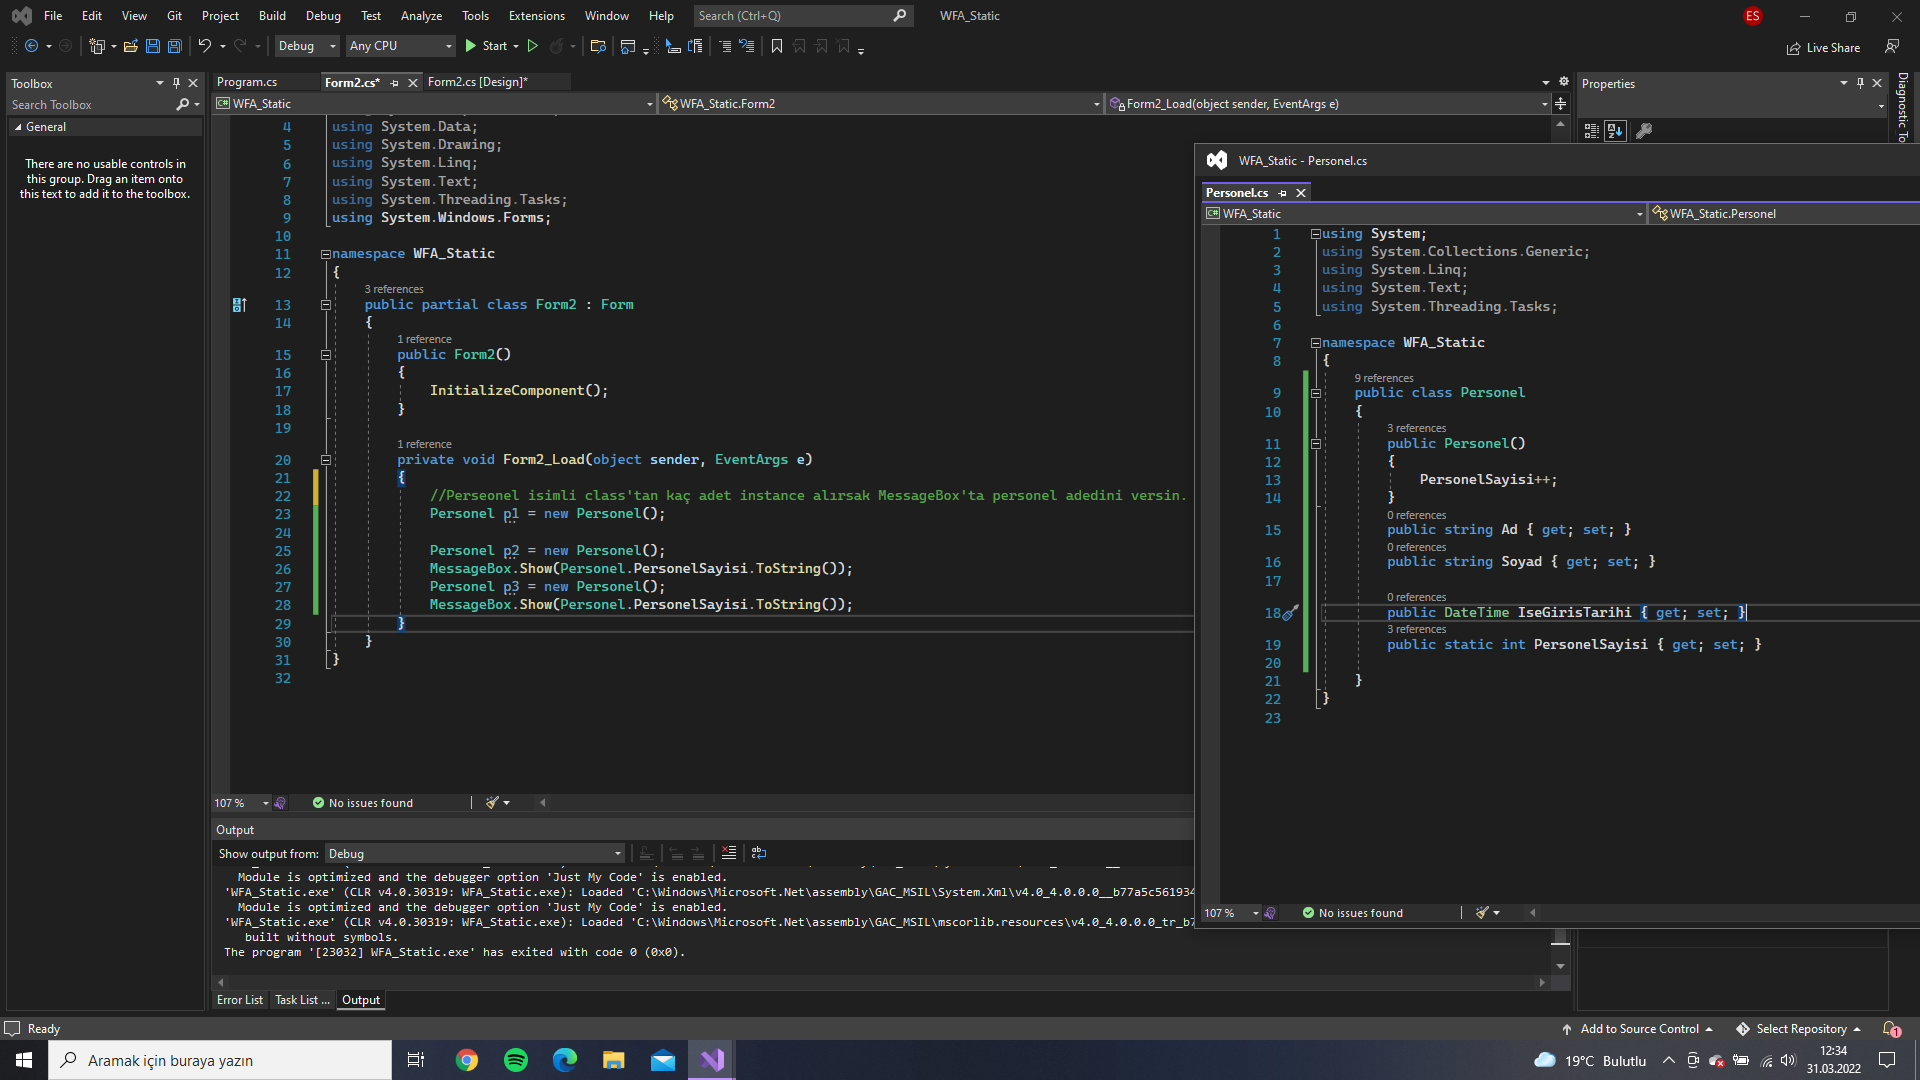 File Edit View Git Project Build Debug Test Analyze Tools Extensions Window Help Search (Ctrl+Q) WFA_Static ES
Debug Any CPU Start Live Share
Toolbox
Search Toolbox
General
There are no usable controls in
this group. Drag an item onto
this text to add it to the toolbox.
Program.cs Form2.cs* Form2.cs [Design]*
WFA_Static WFA_Static.Form2 Form2_Load(object sender, EventArgs e)
4 using System.Data;
5 using System.Drawing;
6 using System.Linq;
7 using System.Text;
8 using System.Threading.Tasks;
9 using System.Windows.Forms;
10
11 namespace WFA_Static
12 {
3 references
13 public partial class Form2 : Form
14 {
1 reference
15 public Form2()
16 {
17 InitializeComponent();
18 }
19
1 reference
20 private void Form2_Load(object sender, EventArgs e)
21 {
22 //Perseonel isimli class'tan kaç adet instance alırsak MessageBox'ta personel adedini versin.
23 Personel p1 = new Personel();
24
25 Personel p2 = new Personel();
26 MessageBox.Show(Personel.PersonelSayisi.ToString());
27 Personel p3 = new Personel();
28 MessageBox.Show(Personel.PersonelSayisi.ToString());
29 }
30 }
31 }
32
107 % No issues found
Output
Show output from: Debug
Module is optimized and the debugger option 'Just My Code' is enabled.
'WFA_Static.exe' (CLR v4.0.30319: WFA_Static.exe): Loaded 'C:\Windows\Microsoft.Net\assembly\GAC_MSIL\System.Xml\v4.0_4.0.0.0__b77a5c561934
Module is optimized and the debugger option 'Just My Code' is enabled.
'WFA_Static.exe' (CLR v4.0.30319: WFA_Static.exe): Loaded 'C:\Windows\Microsoft.Net\assembly\GAC_MSIL\mscorlib.resources\v4.0_4.0.0.0_tr_b7
built without symbols.
The program '[23032] WFA_Static.exe' has exited with code 0 (0x0).
Error List Task List ... Output
Properties
Diagnostic To
WFA_Static - Personel.cs
Personel.cs
WFA_Static WFA_Static.Personel
1 using System;
2 using System.Collections.Generic;
3 using System.Linq;
4 using System.Text;
5 using System.Threading.Tasks;
6
7 namespace WFA_Static
8 {
9 references
9 public class Personel
10 {
3 references
11 public Personel()
12 {
13 PersonelSayisi++;
14 }
0 references
15 public string Ad { get; set; }
0 references
16 public string Soyad { get; set; }
17
0 references
18 public DateTime IseGirisTarihi { get; set; }
3 references
19 public static int PersonelSayisi { get; set; }
20
21 }
22 }
23
107 % No issues found
Ready Add to Source Control Select Repository 1
Aramak için buraya yazın 19°C Bulutlu 12:34
31.03.2022